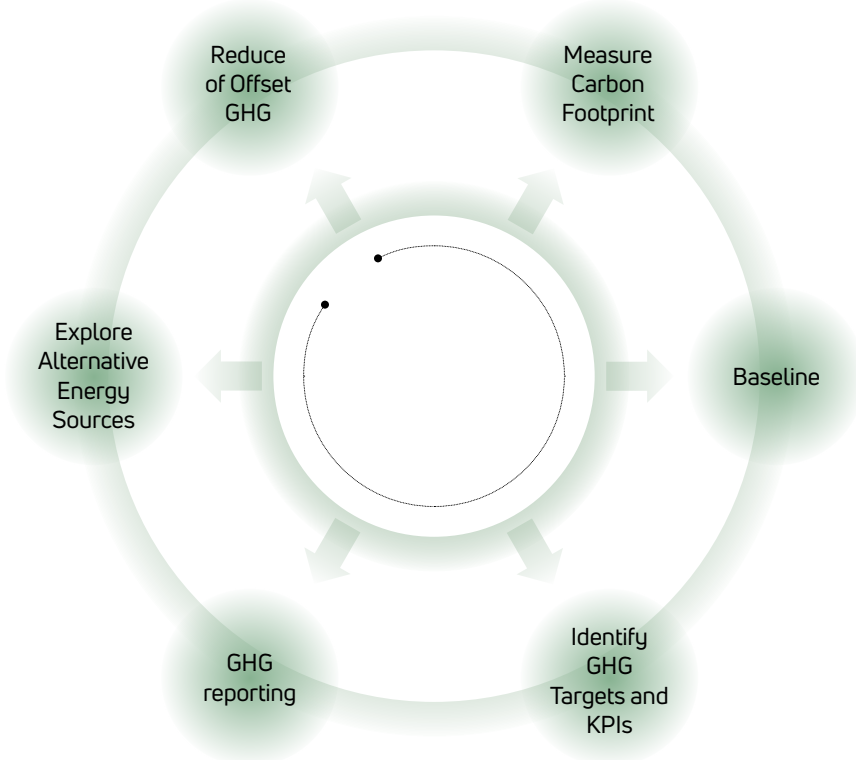 Reduce
of Offset
GHG
Measure
Carbon
Footprint
Explore
Alternative
Energy
Sources
Baseline
GHG
reporting
Identify
GHG
Targets and
KPIs